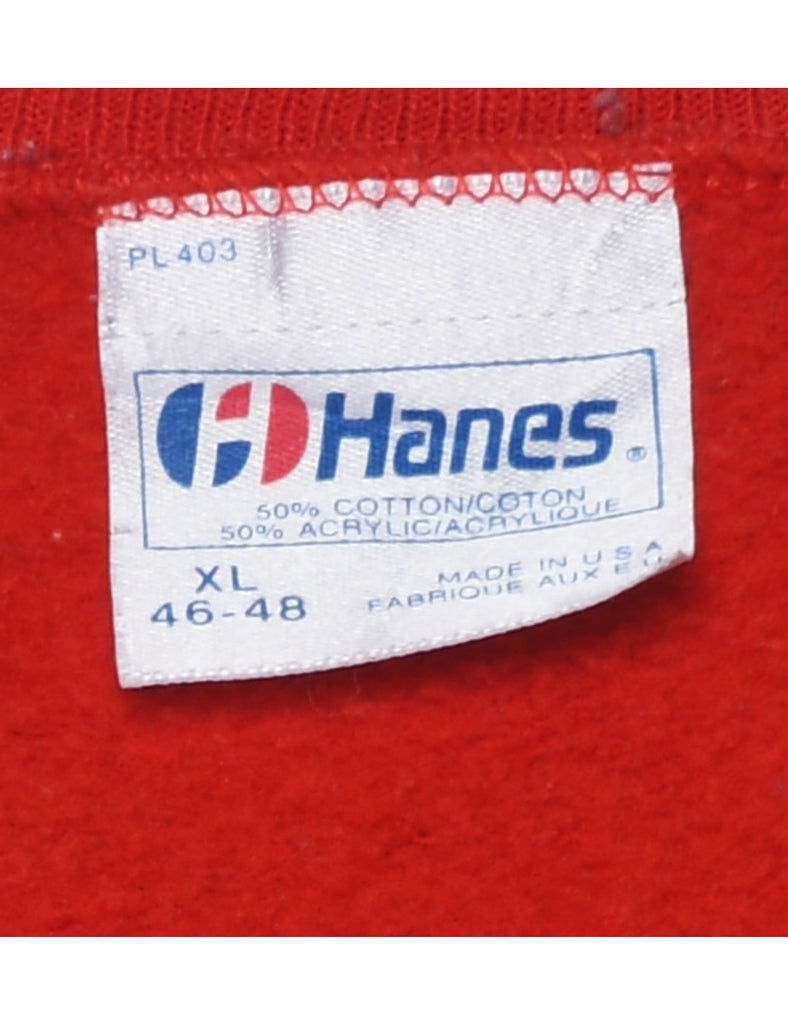 PL 403
Hanes ®
50% COTTON/COTON
50% ACRYLIC/ACRYLIQUE
XL
46-48
MADE IN U S A
FABRIQUE AUX E U